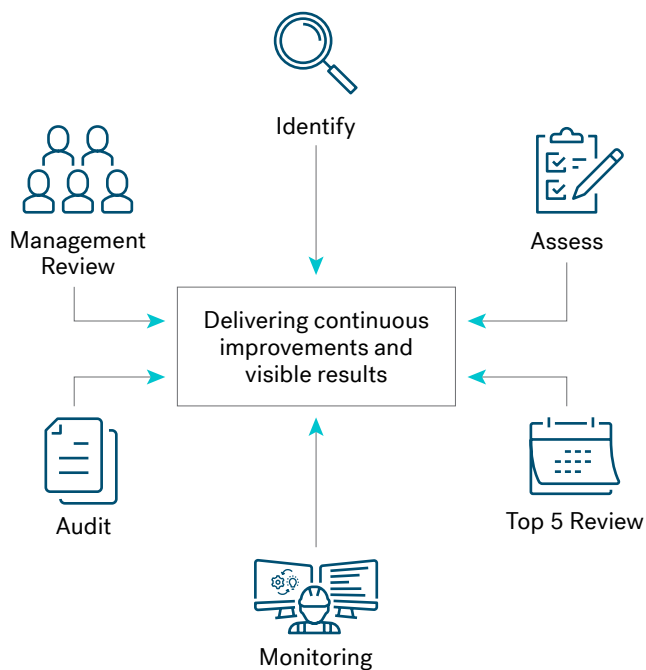 Identify
Management
Review
Assess
Delivering continuous
improvements and
visible results
Audit
Top 5 Review
Monitoring